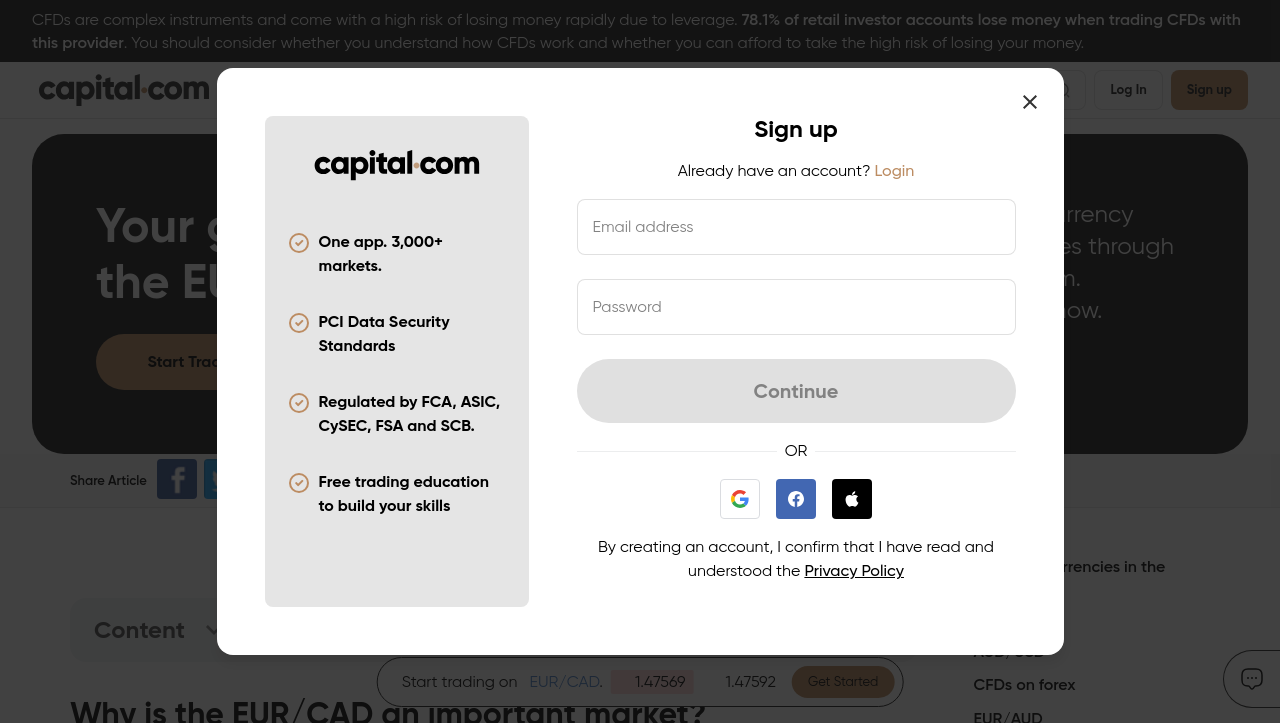 CFDs are complex instruments and come with a high risk of losing money rapidly due to leverage. 78.1% of retail investor accounts lose money when trading CFDs with
this provider. You should consider whether you understand how CFDs work and whether you can afford to take the high risk of losing your money.
capital.com
Log In
Sign up
Your
the
Start
through
now.
Share Article
currencies in the
Content
CFDs on forex
EUR/AUD
Start trading on EUR/CAD. 1.47569 1.47592 Get Started
Why is the EUR/CAD an important market?
capital.com
One app. 3,000+
markets.
PCI Data Security
Standards
Regulated by FCA, ASIC,
CySEC, FSA and SCB.
Free trading education
to build your skills
Sign up
Already have an account? Login
Email address
Password
Continue
OR
By creating an account, I confirm that I have read and
understood the Privacy Policy